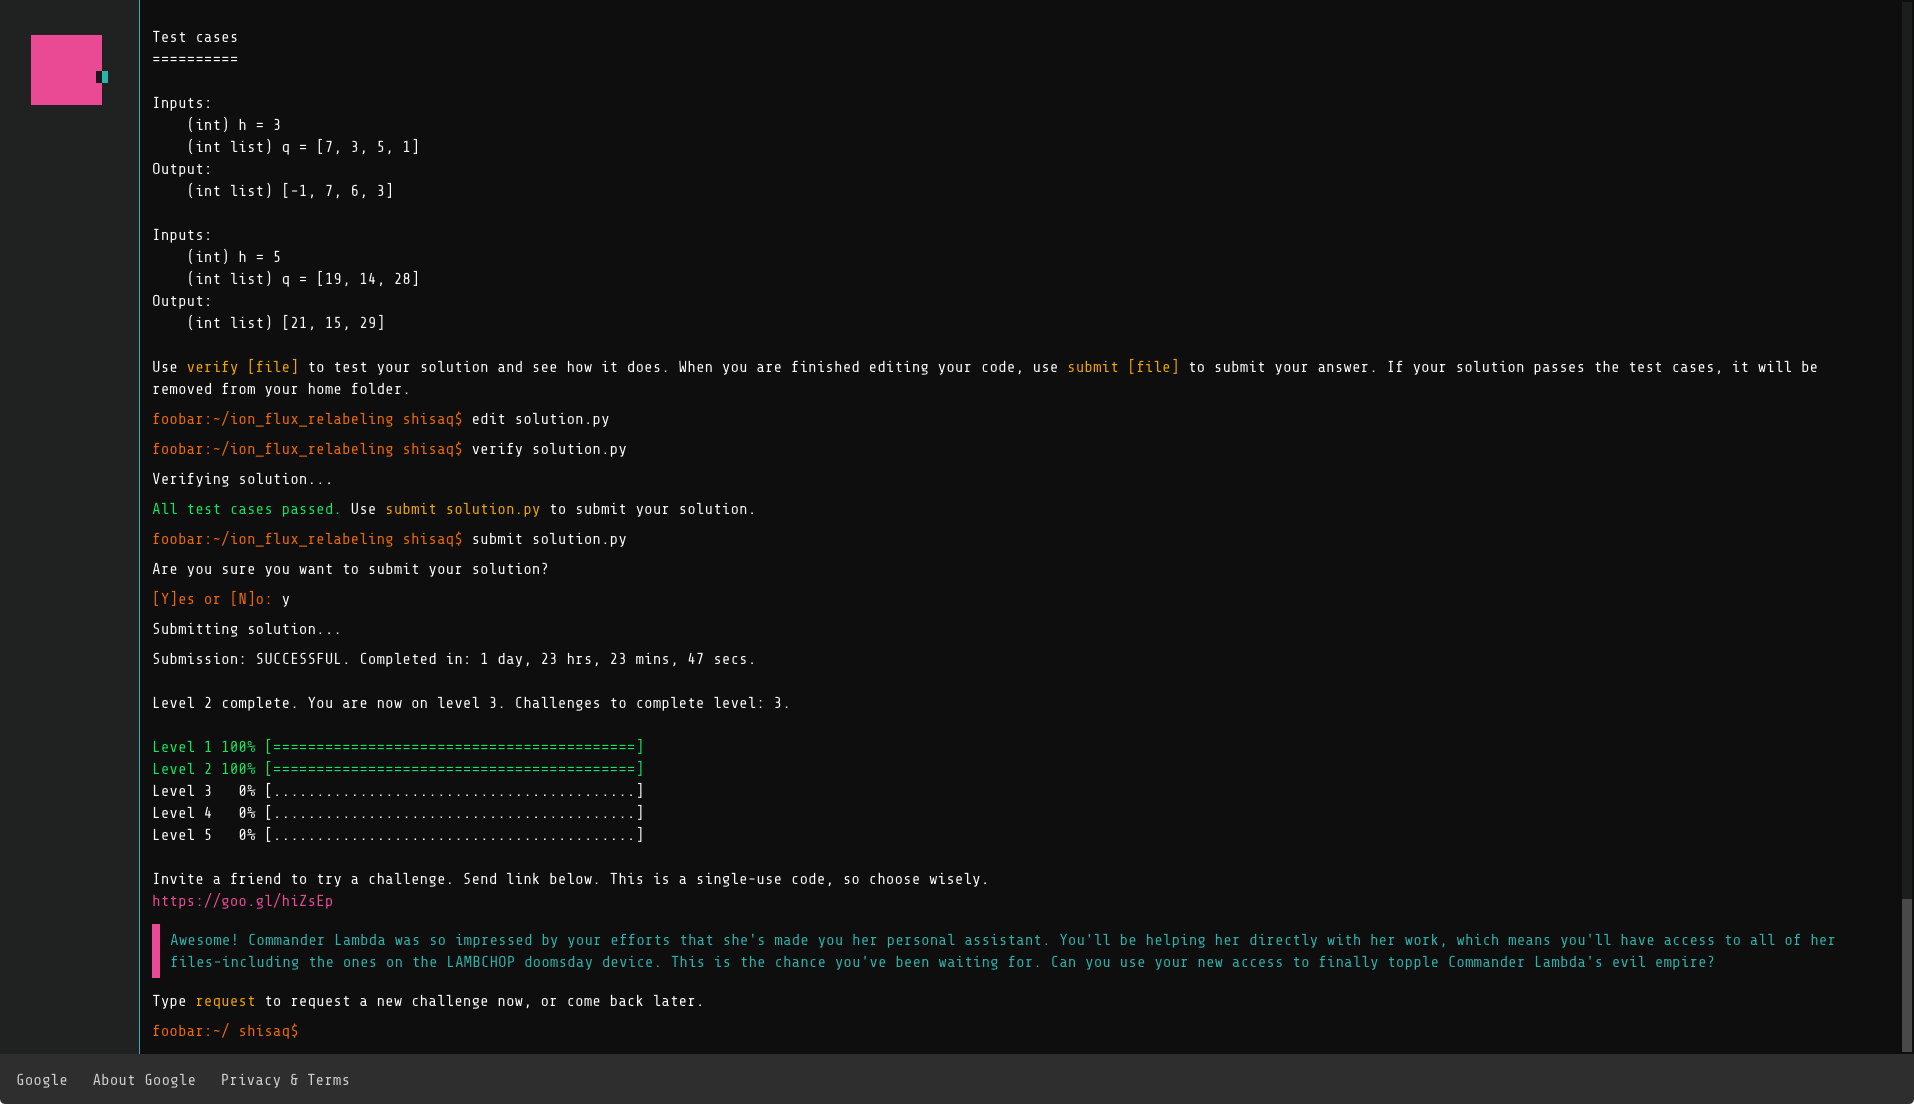 Test cases
==========
Inputs:
(int) h = 3
(int list) q = [7, 3, 5, 1]
Output:
(int list) [-1, 7, 6, 3]
Inputs:
(int) h = 5
(int list) q = [19, 14, 28]
Output:
(int list) [21, 15, 29]
Use verify [file] to test your solution and see how it does. When you are finished editing your code, use submit [file] to submit your answer. If your solution passes the test cases, it will be
removed from your home folder.
foobar:~/ion_flux_relabeling shisaq$ edit solution.py
foobar:~/ion_flux_relabeling shisaq$ verify solution.py
Verifying solution...
All test cases passed. Use submit solution.py to submit your solution.
foobar:~/ion_flux_relabeling shisaq$ submit solution.py
Are you sure you want to submit your solution?
[Y]es or [N]o: y
Submitting solution...
Submission: SUCCESSFUL. Completed in: 1 day, 23 hrs, 23 mins, 47 secs.
Level 2 complete. You are now on level 3. Challenges to complete level: 3.
Level 1 100% [==========================================]
Level 2 100% [==========================================]
Level 3   0% [..........................................]
Level 4   0% [..........................................]
Level 5   0% [..........................................]
Invite a friend to try a challenge. Send link below. This is a single-use code, so choose wisely.
https://goo.gl/hiZsEp
Awesome! Commander Lambda was so impressed by your efforts that she's made you her personal assistant. You'll be helping her directly with her work, which means you'll have access to all of her
files-including the ones on the LAMBCHOP doomsday device. This is the chance you've been waiting for. Can you use your new access to finally topple Commander Lambda's evil empire?
Type request to request a new challenge now, or come back later.
foobar:~/ shisaq$
Google   About Google   Privacy & Terms